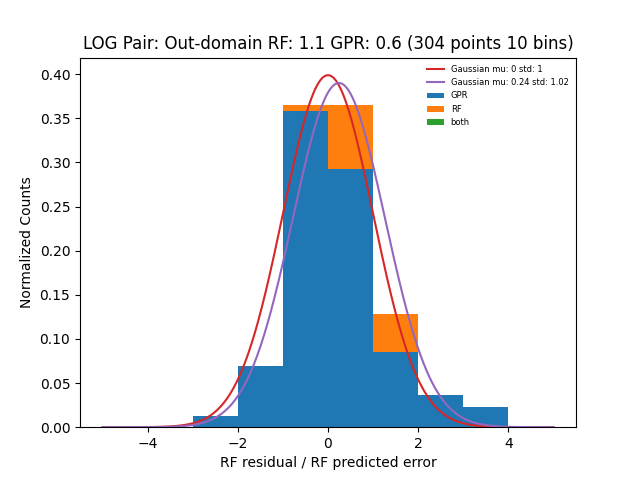 LOG Pair: Out-domain RF: 1.1 GPR: 0.6 (304 points 10 bins)
Gaussian mu: 0 std: 1
Gaussian mu: 0.24 std: 1.02
GPR
RF
both
Normalized Counts
0.40
0.35
0.30
0.25
0.20
0.15
0.10
0.05
0.00
−4
−2
0
2
4
RF residual / RF predicted error